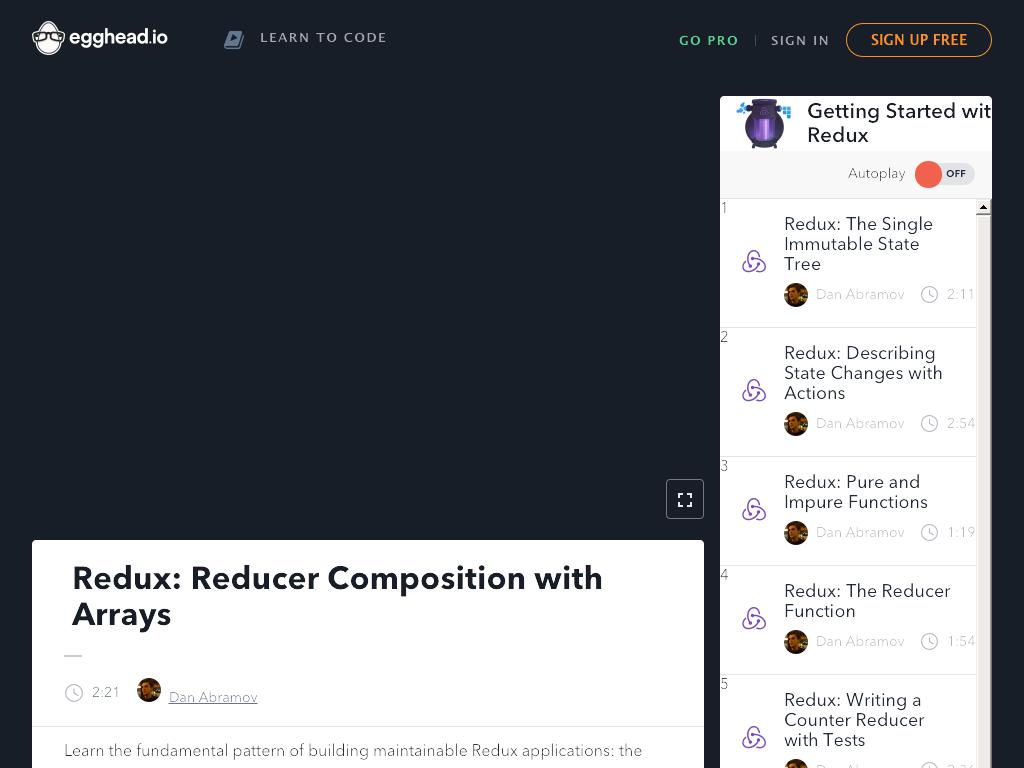 egghead.io
LEARN TO CODE
GO PRO
SIGN IN
SIGN UP FREE
Getting Started wit
Redux
Autoplay
OFF
1
Redux: The Single
Immutable State
Tree
Dan Abramov
2:11
2
Redux: Describing
State Changes with
Actions
Dan Abramov
2:54
3
Redux: Pure and
Impure Functions
Dan Abramov
1:19
4
Redux: The Reducer
Function
Dan Abramov
1:54
5
Redux: Writing a
Counter Reducer
with Tests
Redux: Reducer Composition with
Arrays
2:21
Dan Abramov
Learn the fundamental pattern of building maintainable Redux applications: the